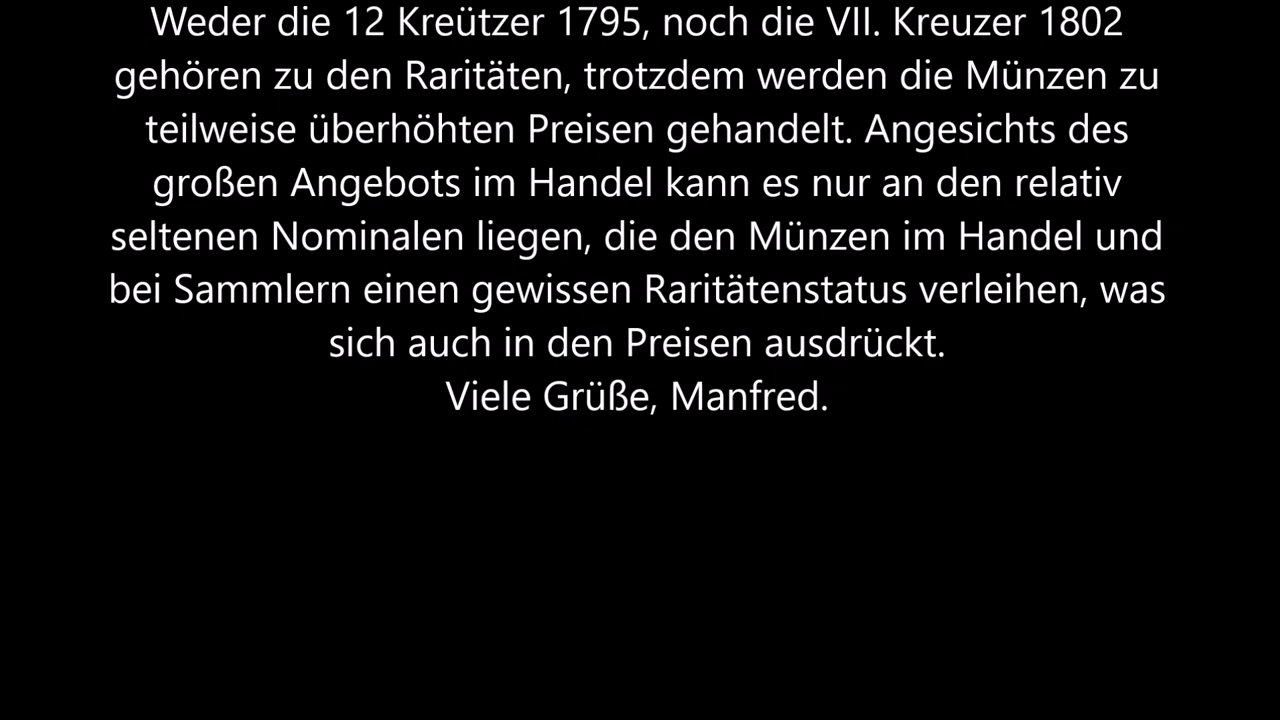 Weder die 12 Kreützer 1795, noch die VII. Kreuzer 1802
gehören zu den Raritäten, trotzdem werden die Münzen zu
teilweise überhöhten Preisen gehandelt. Angesichts des
großen Angebots im Handel kann es nur an den relativ
seltenen Nominalen liegen, die den Münzen im Handel und
bei Sammlern einen gewissen Raritätenstatus verleihen, was
sich auch in den Preisen ausdrückt.
Viele Grüße, Manfred.